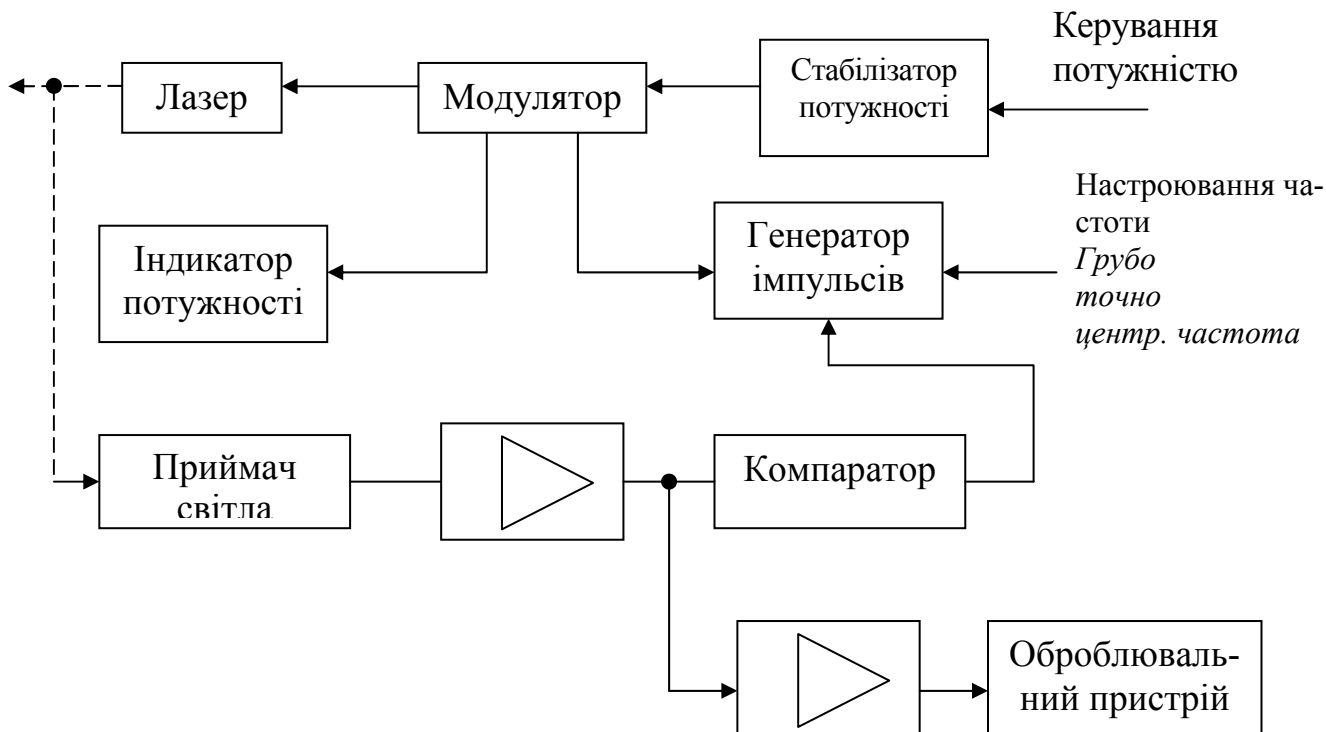 Керування
потужністю
Лазер
Модулятор
Стабілізатор
потужності
Настроювання ча-
стоти
Грубо
точно
центр. частота
Індикатор
потужності
Генератор
імпульсів
Приймач
світла
Компаратор
Оброблюваль-
ний пристрій